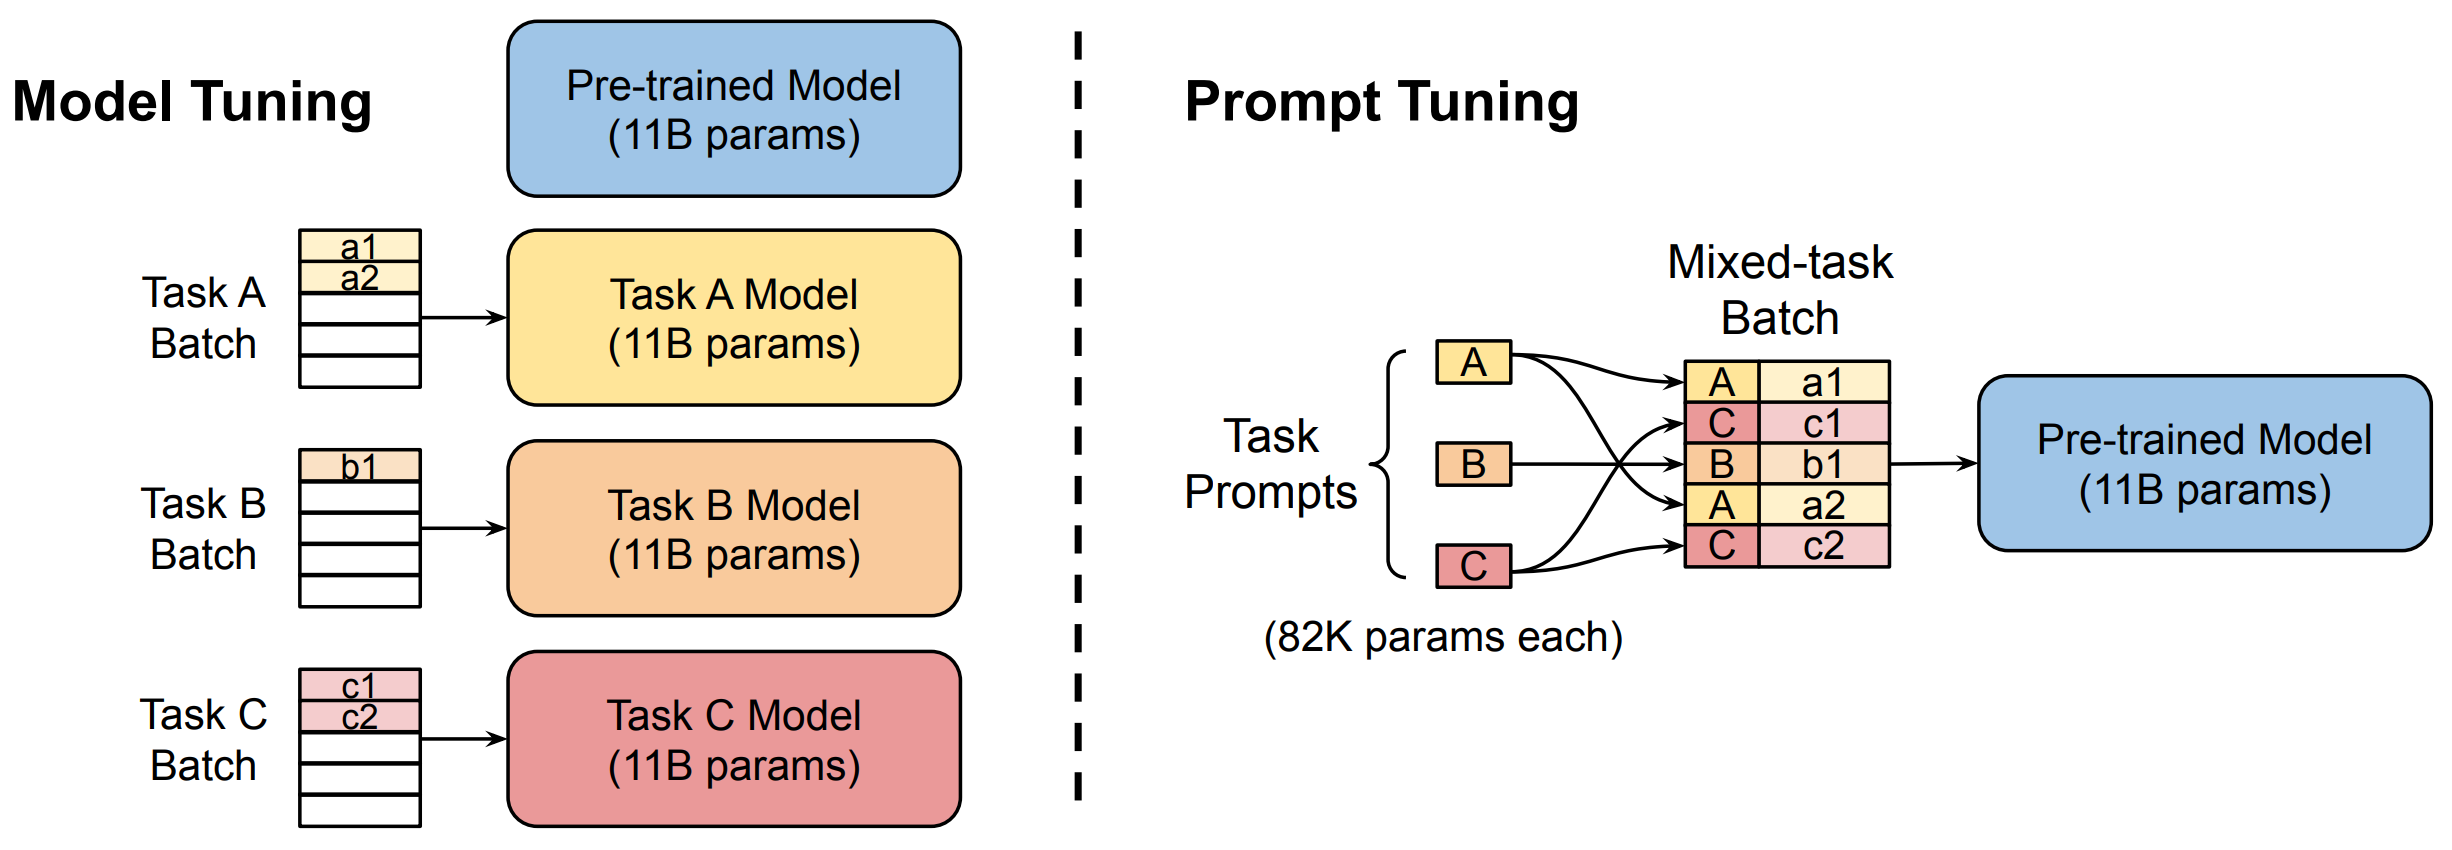 Model Tuning
Pre-trained Model
(11B params)
a1
a2
Task A
Batch
Task A Model
(11B params)
b1
Task B
Batch
Task B Model
(11B params)
c1
c2
Task C
Batch
Task C Model
(11B params)
Prompt Tuning
Mixed-task
Batch
Task
Prompts
A
B
C
(82K params each)
A a1
C c1
B b1
A a2
C c2
Pre-trained Model
(11B params)